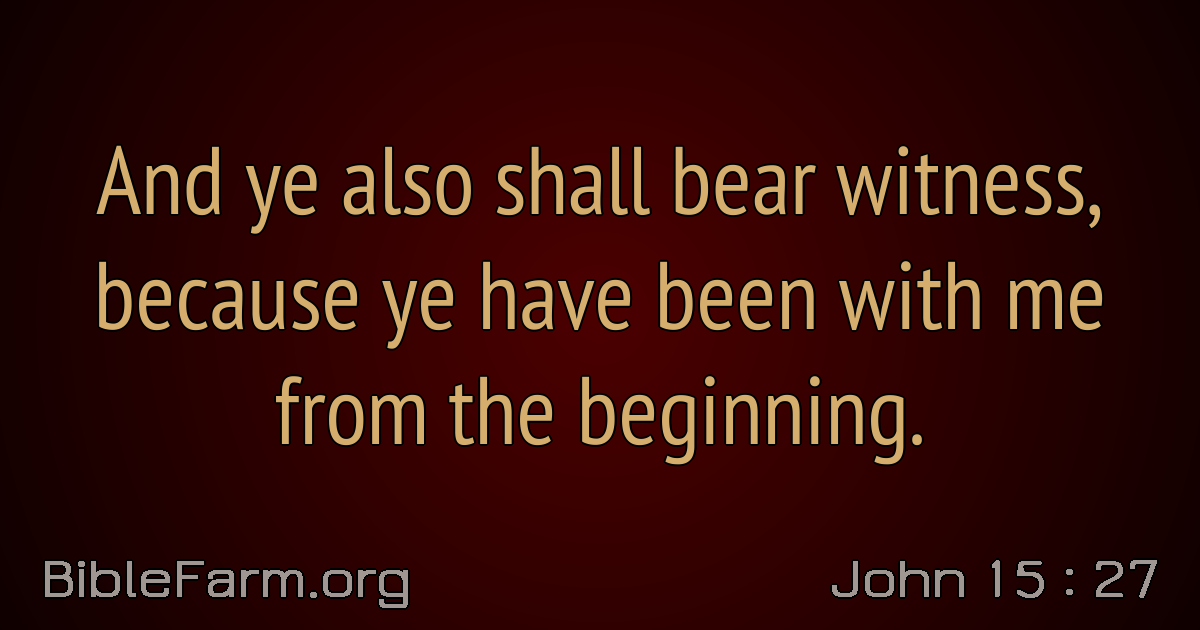 And ye also shall bear witness,
because ye have been with me
from the beginning.
BibleFarm.org
John 15 : 27